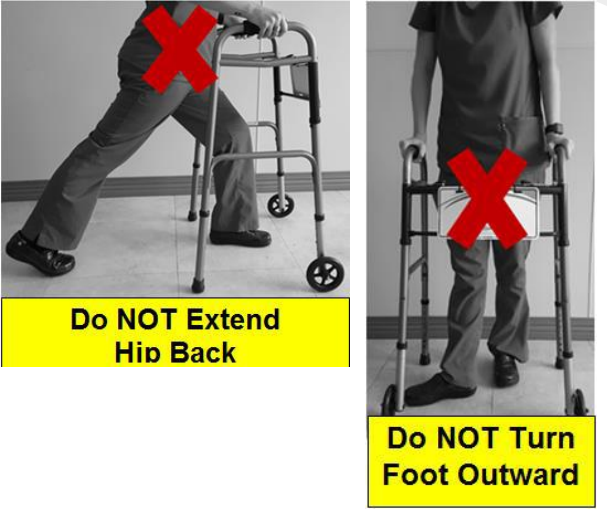 Do NOT Extend
Hip Back
Do NOT Turn
Foot Outward